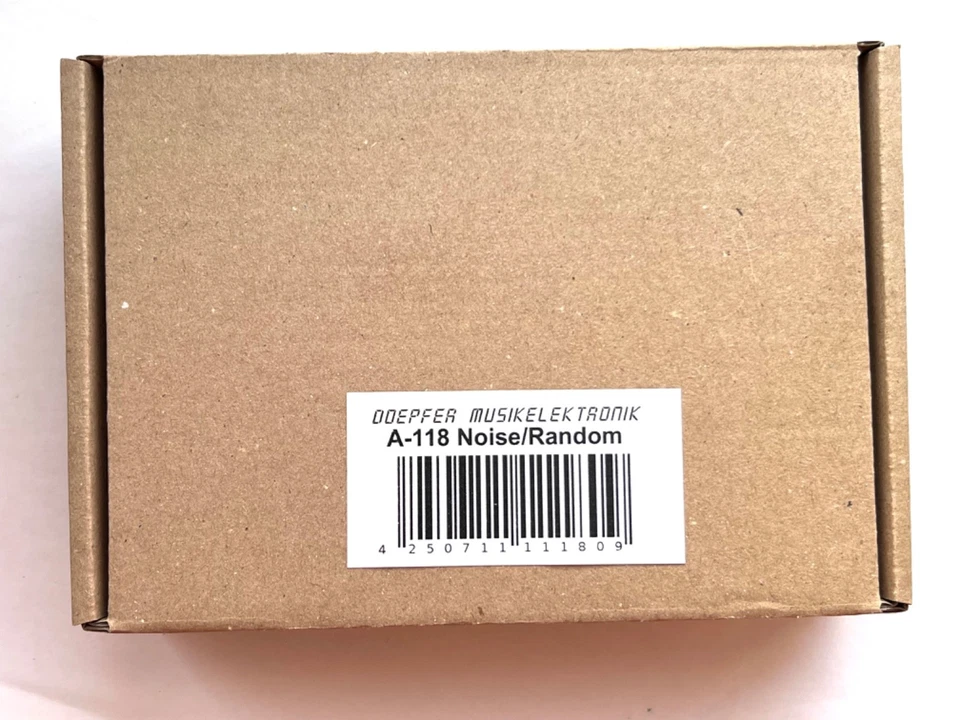 DOEPFER MUSIKELEKTRONIK
A-118 Noise/Random
4 250711 111809